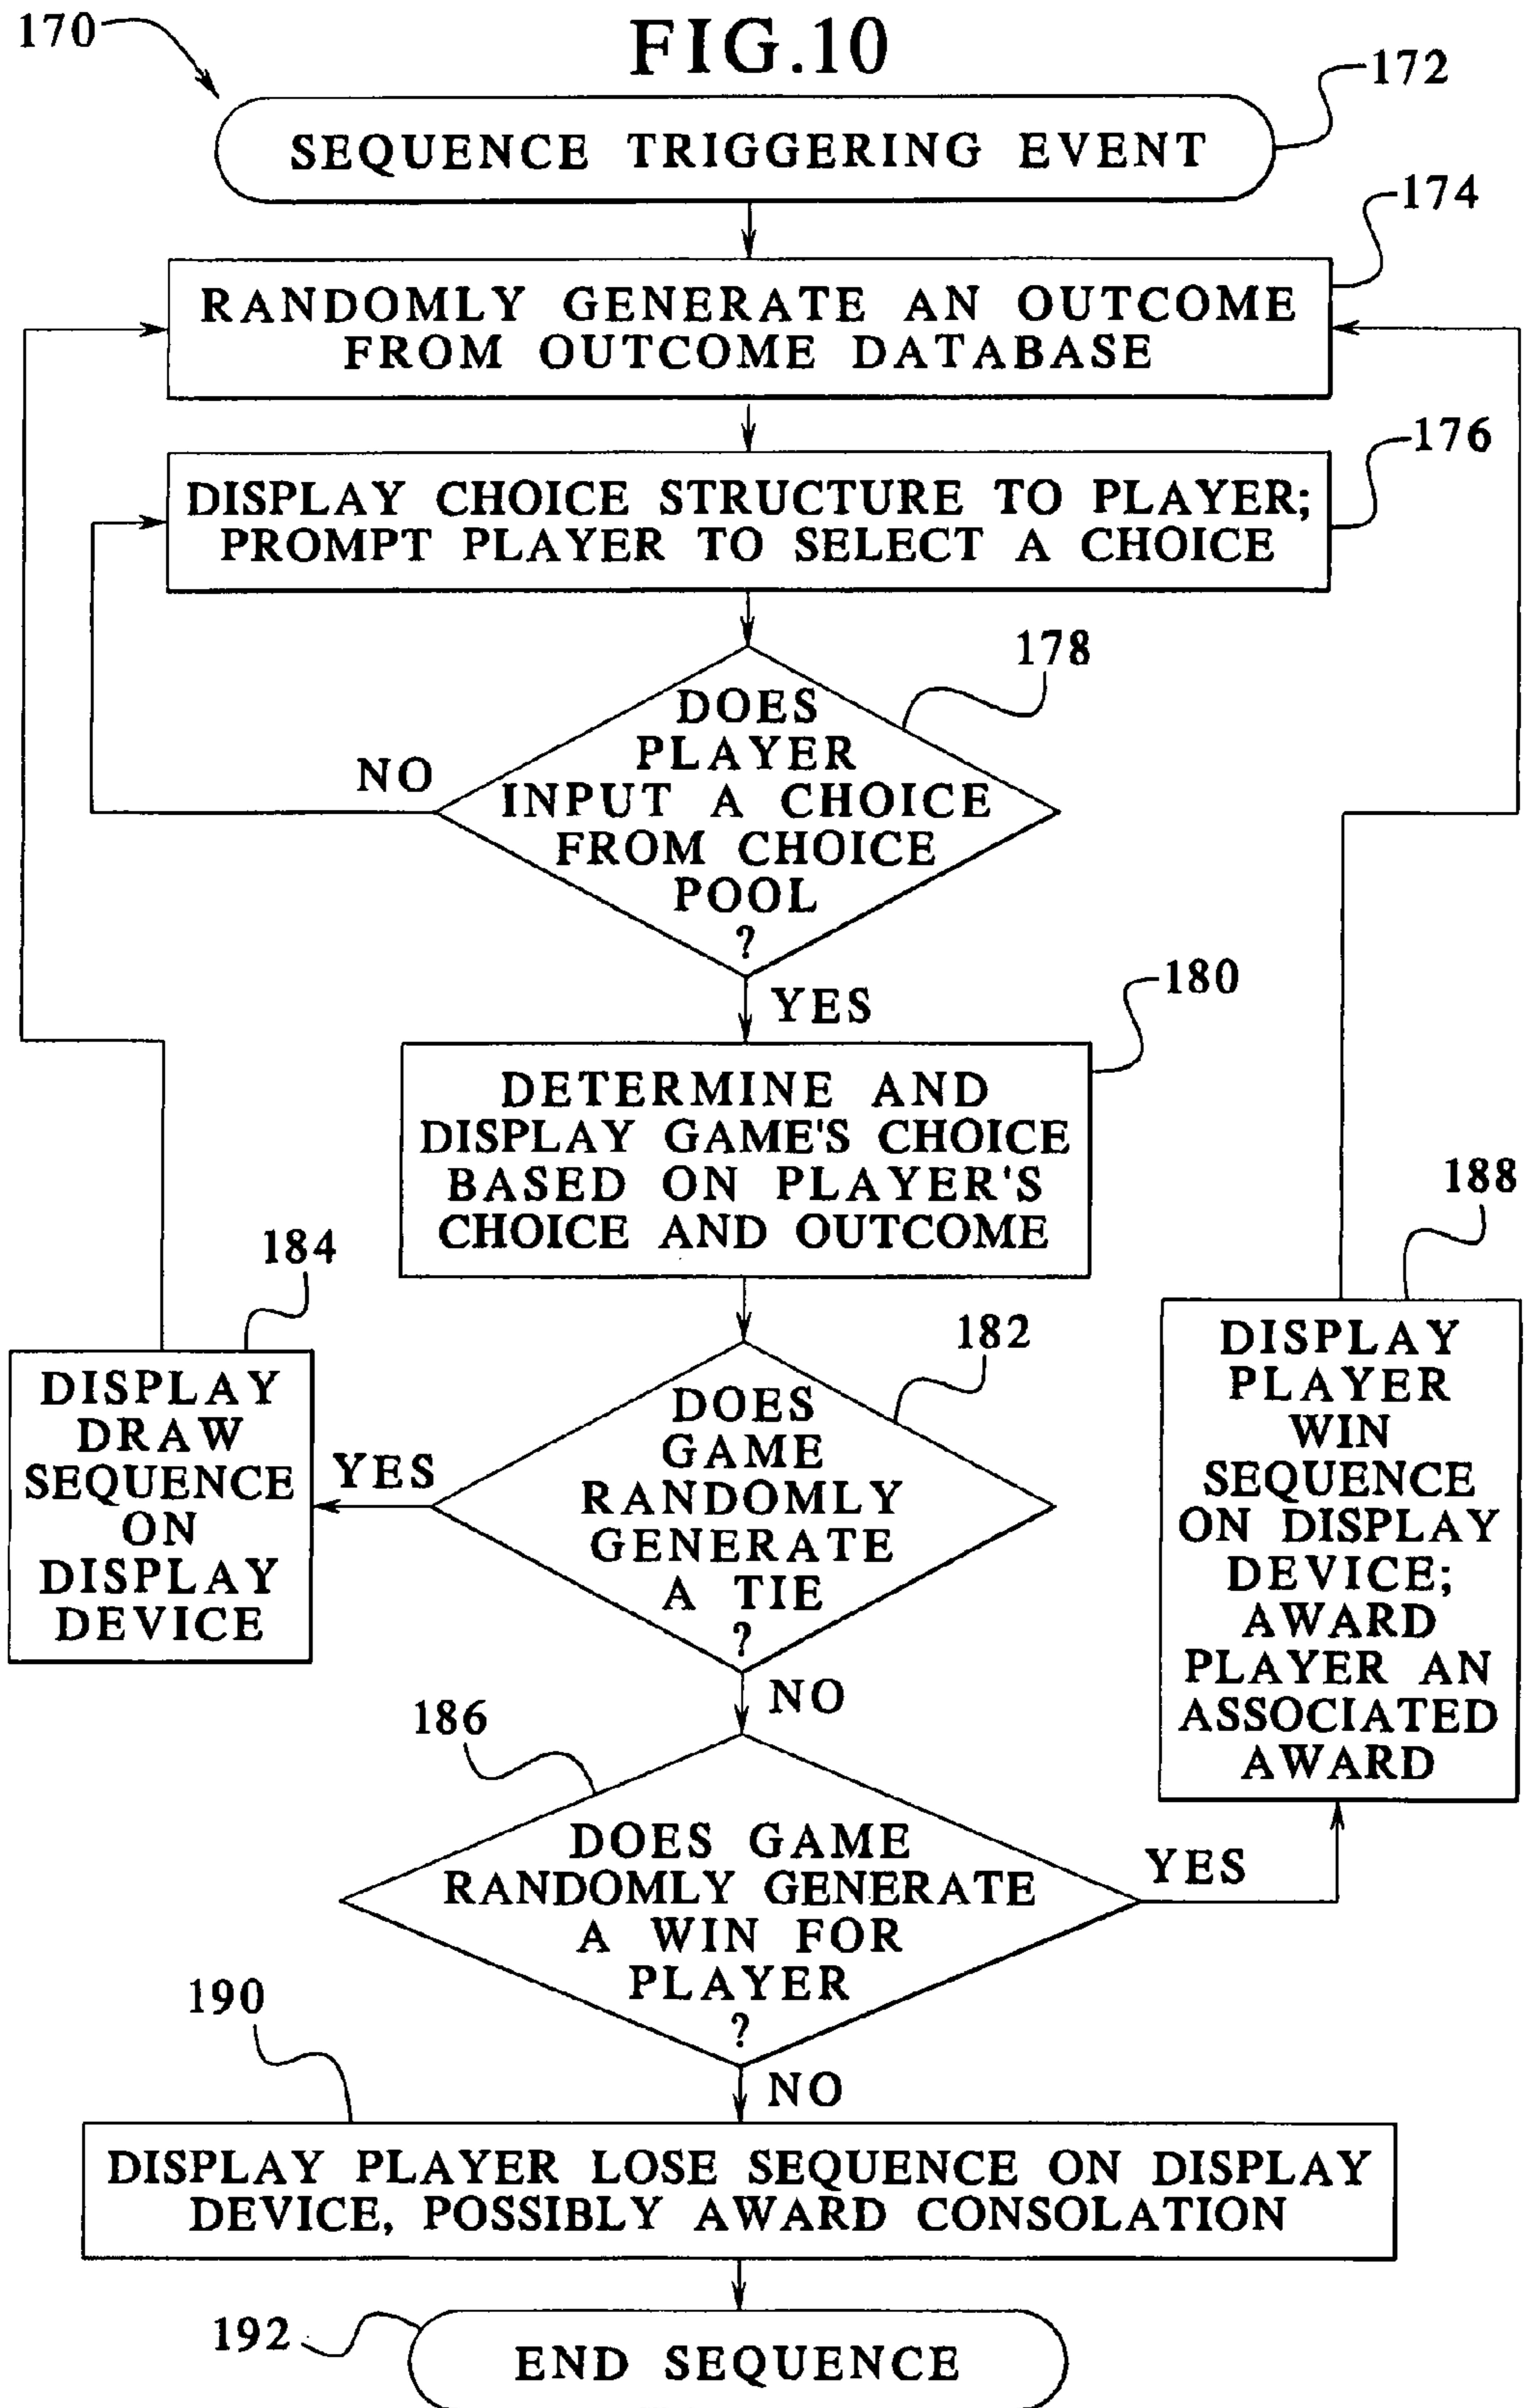 FIG.10
170
172
SEQUENCE TRIGGERING EVENT
174
RANDOMLY GENERATE AN OUTCOME
FROM OUTCOME DATABASE
176
DISPLAY CHOICE STRUCTURE TO PLAYER;
PROMPT PLAYER TO SELECT A CHOICE
178
DOES
PLAYER
INPUT A CHOICE
FROM CHOICE
POOL
?
NO
YES
180
DETERMINE AND
DISPLAY GAME'S CHOICE
BASED ON PLAYER'S
CHOICE AND OUTCOME
182
DOES
GAME
RANDOMLY
GENERATE
A TIE
?
YES
184
DISPLAY
DRAW
SEQUENCE
ON
DISPLAY
DEVICE
NO
186
DOES GAME
RANDOMLY GENERATE
A WIN FOR
PLAYER
?
YES
188
DISPLAY
PLAYER
WIN
SEQUENCE
ON DISPLAY
DEVICE;
AWARD
PLAYER AN
ASSOCIATED
AWARD
NO
190
DISPLAY PLAYER LOSE SEQUENCE ON DISPLAY
DEVICE, POSSIBLY AWARD CONSOLATION
192
END SEQUENCE